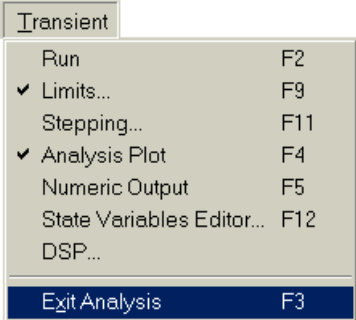 Transient
Run F2
Limits... F9
Stepping... F11
Analysis Plot F4
Numeric Output F5
State Variables Editor... F12
DSP...
Exit Analysis F3